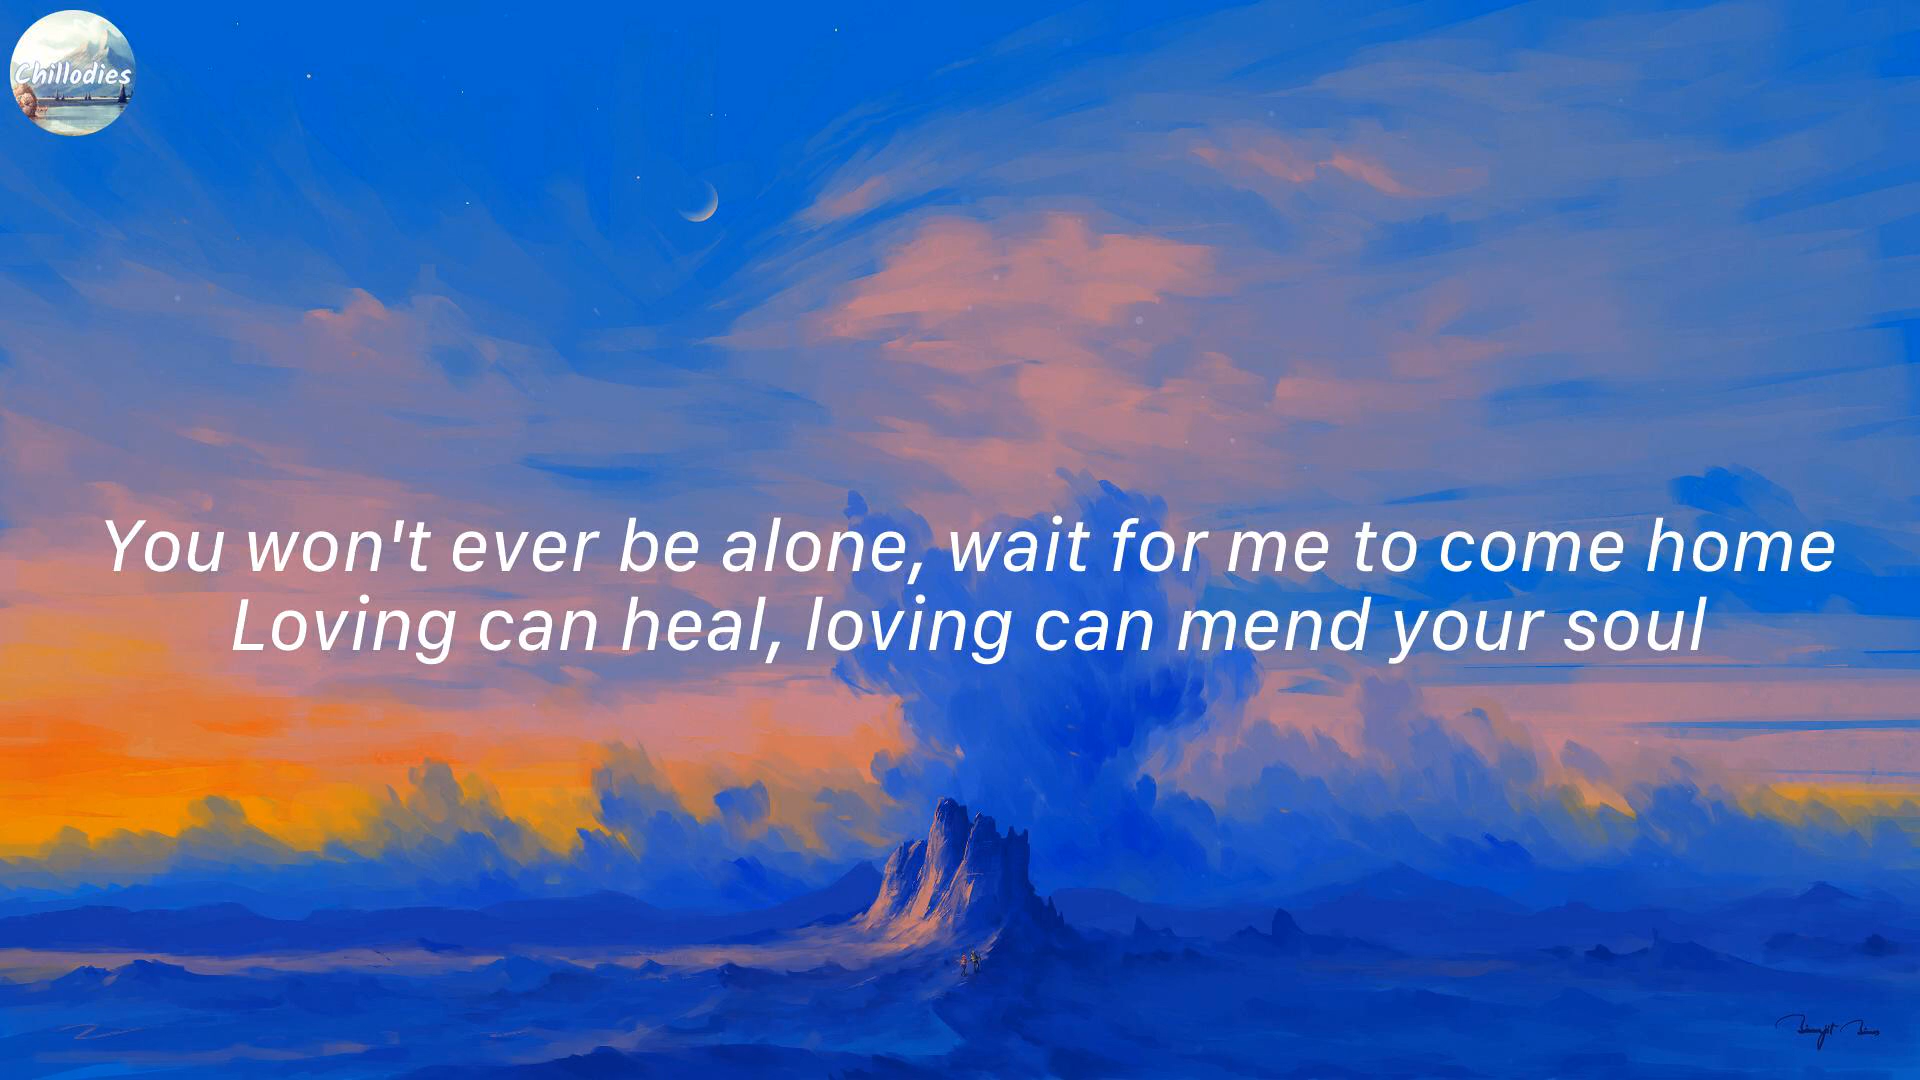 Chillodies
You won't ever be alone, wait for me to come home
Loving can heal, loving can mend your soul